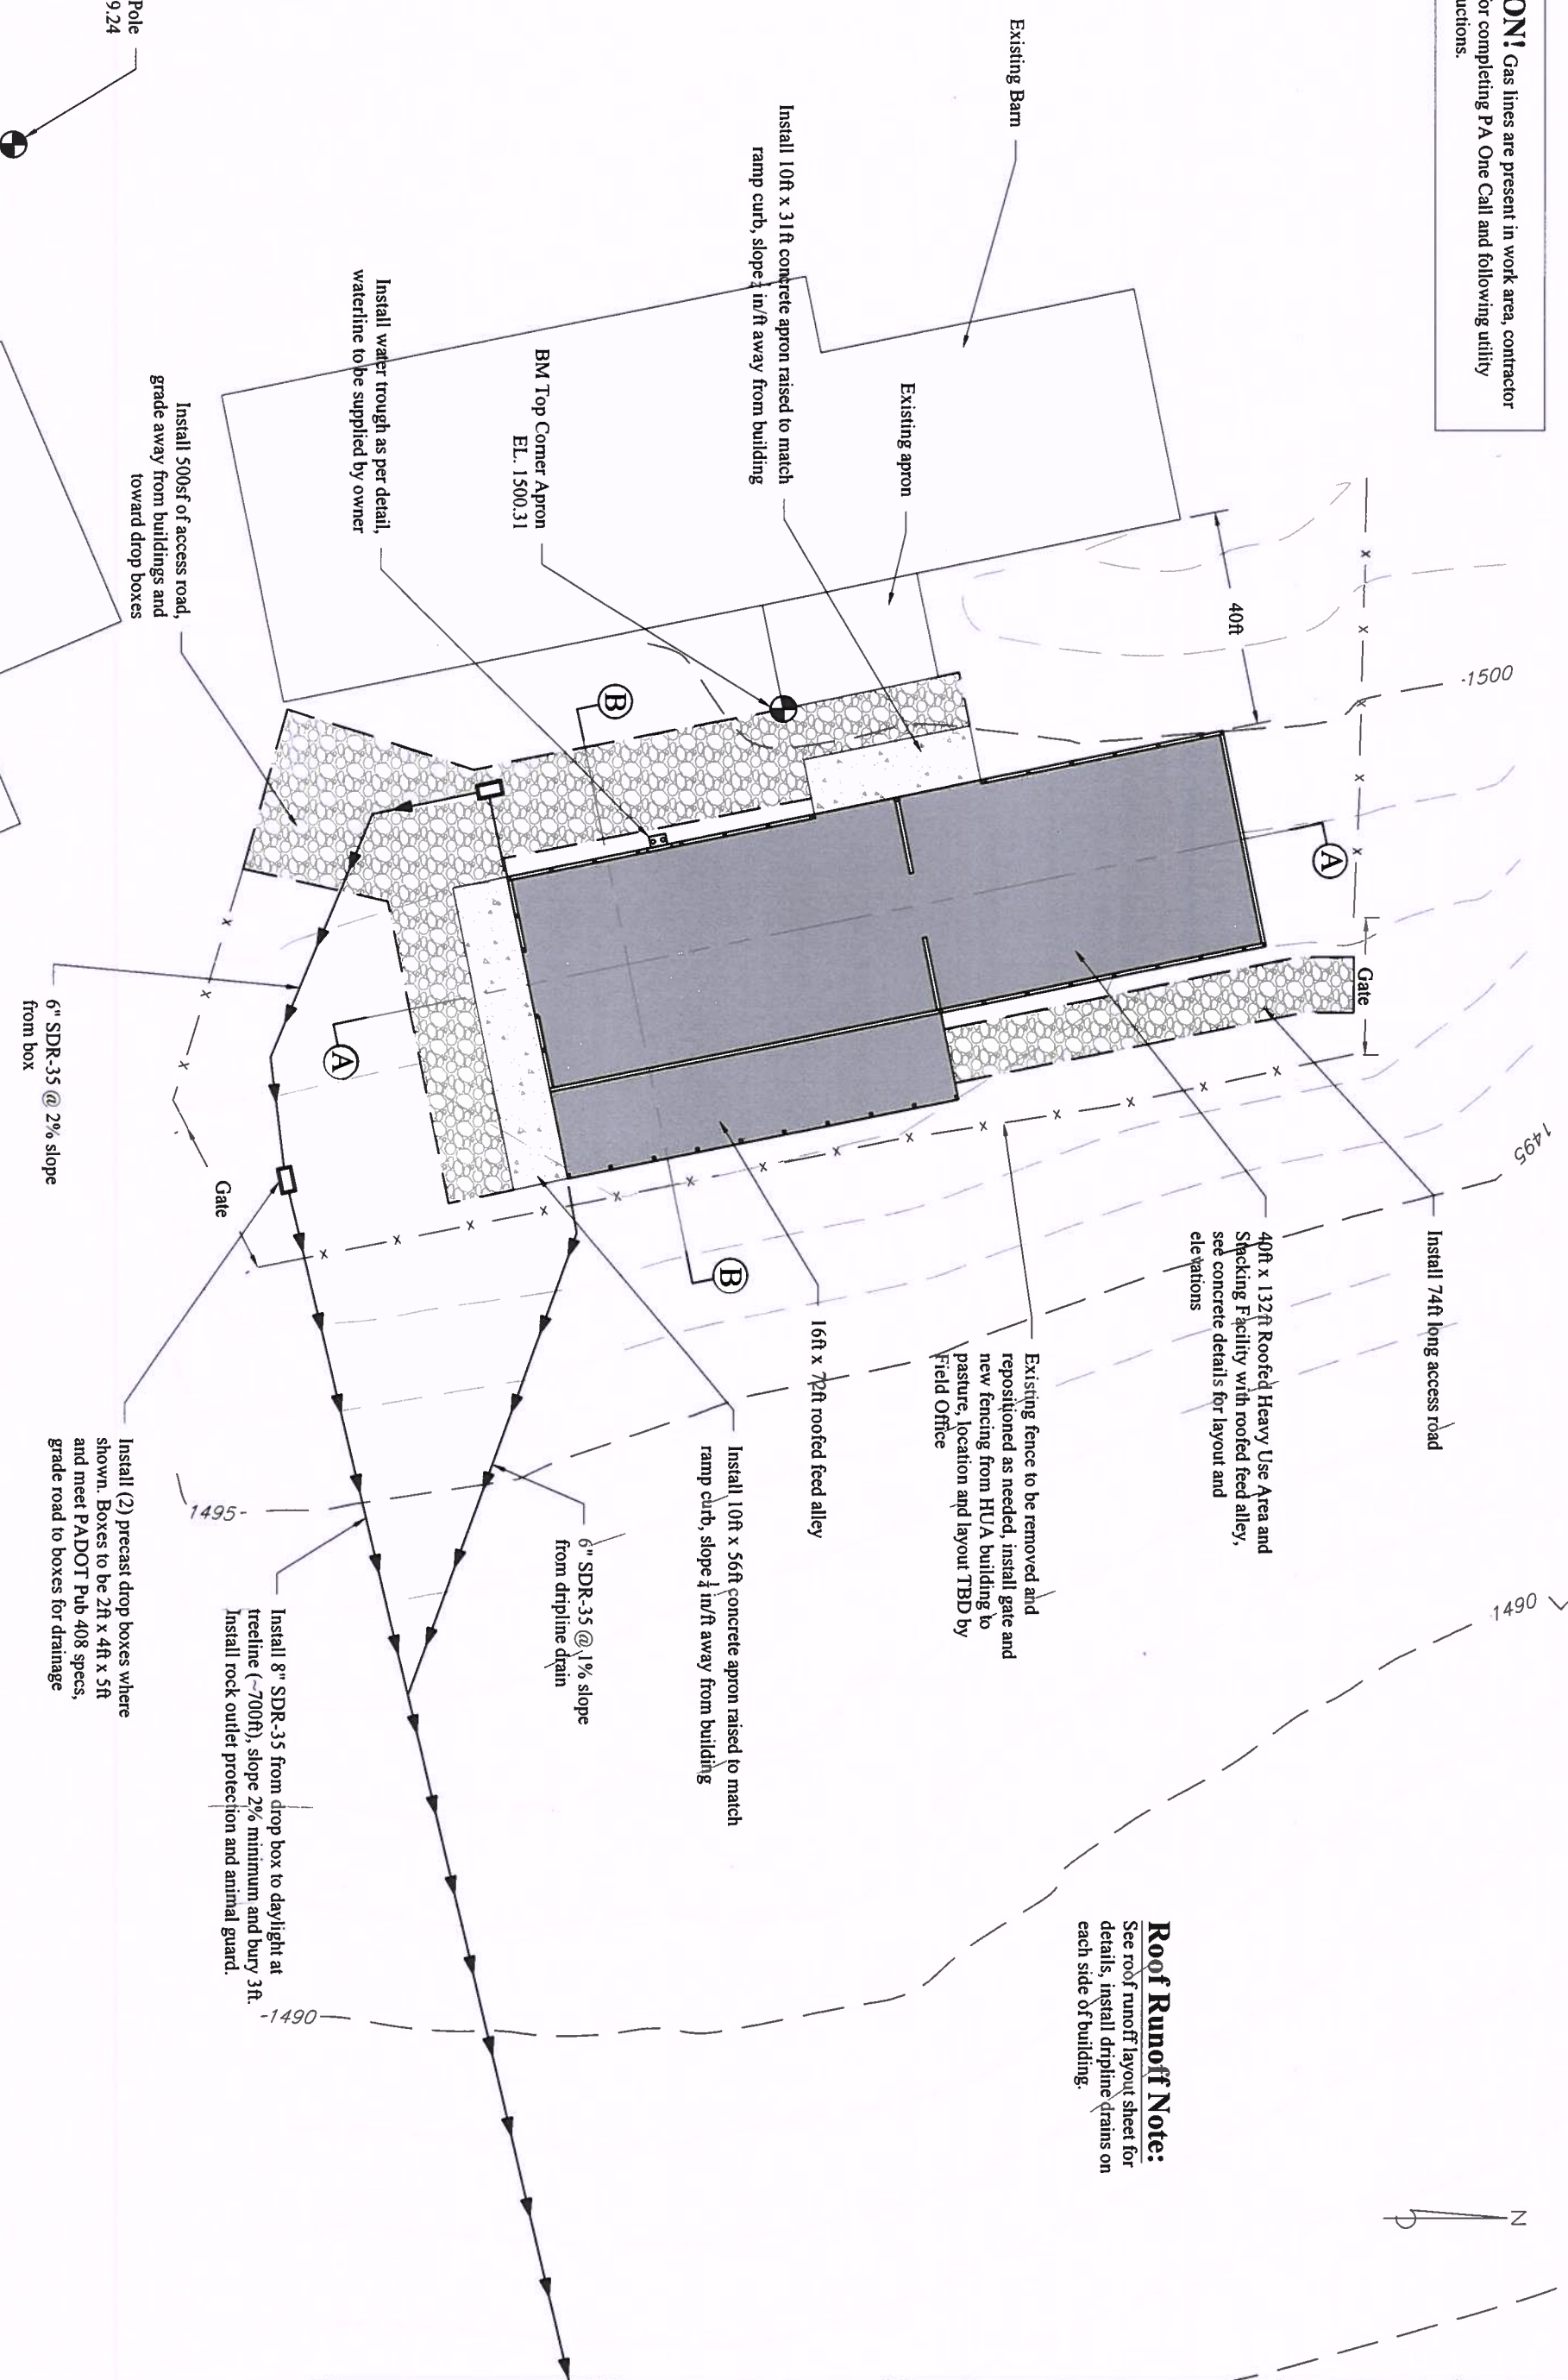 ON! Gas lines are present in work area, contractor
or completing PA One Call and following utility
uctions.
Existing Barn
Install 10ft x 31ft concrete apron raised to match
ramp curb, slope in/ft away from building
Existing apron
BM Top Corner Apron
EL. 1500.31
Install water trough as per detail,
waterline to be supplied by owner
Install 500sf of access road,
grade away from buildings and
toward drop boxes
Pole
9.24
40ft
-1500
B
A
Gate
A
B
Gate
6" SDR-35 @ 2% slope
from box
1495
Install 74ft long access road
40ft x 132ft Roofed Heavy Use Area and
Stacking Facility with roofed feed alley,
see concrete details for layout and
elevations
Existing fence to be removed and
repositioned as needed, install gate and
new fencing from HUA building to
pasture, location and layout TBD by
Field Office
16ft x 72ft roofed feed alley
Install 10ft x 56ft concrete apron raised to match
ramp curb, slope ¼ in/ft away from building
6" SDR-35 @ 1% slope
from dripline drain
1495-
Install (2) precast drop boxes where
shown. Boxes to be 2ft x 4ft x 5ft
and meet PADOT Pub 408 specs,
grade road to boxes for drainage
Install 8" SDR-35 from drop box to daylight at
treeline (~700ft), slope 2% minimum and bury 3ft.
Install rock outlet protection and animal guard.
1490
-1490
Roof Runoff Note:
See roof runoff layout sheet for
details, install dripline drains on
each side of building.
N